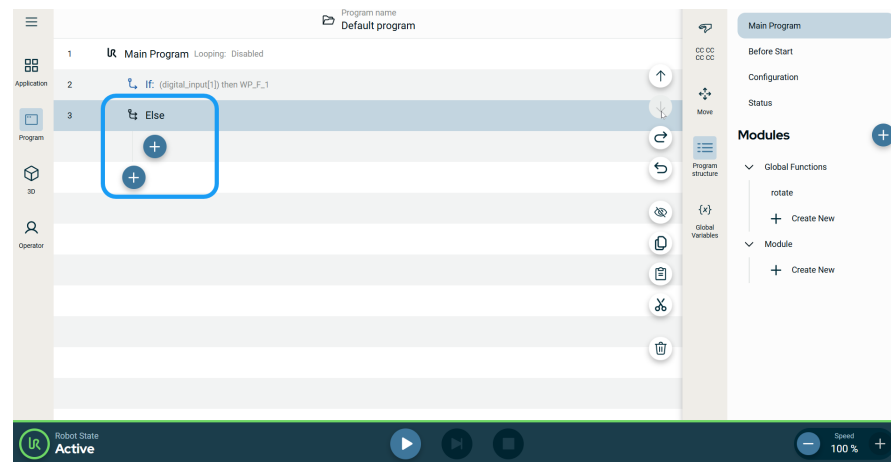 Program name
Default program
Main Program
Before Start
Configuration
Status
Modules
Global Functions
rotate
Create New
Module
Create New
Application
Program
3D
Operator
1 Main Program Looping: Disabled
2 If: (digital_input[1]) then WP_F_1
3 Else
CC CC
CC CC
Move
Program
structure
{x}
Global
Variables
UR
Robot State
Active
Speed
100 %